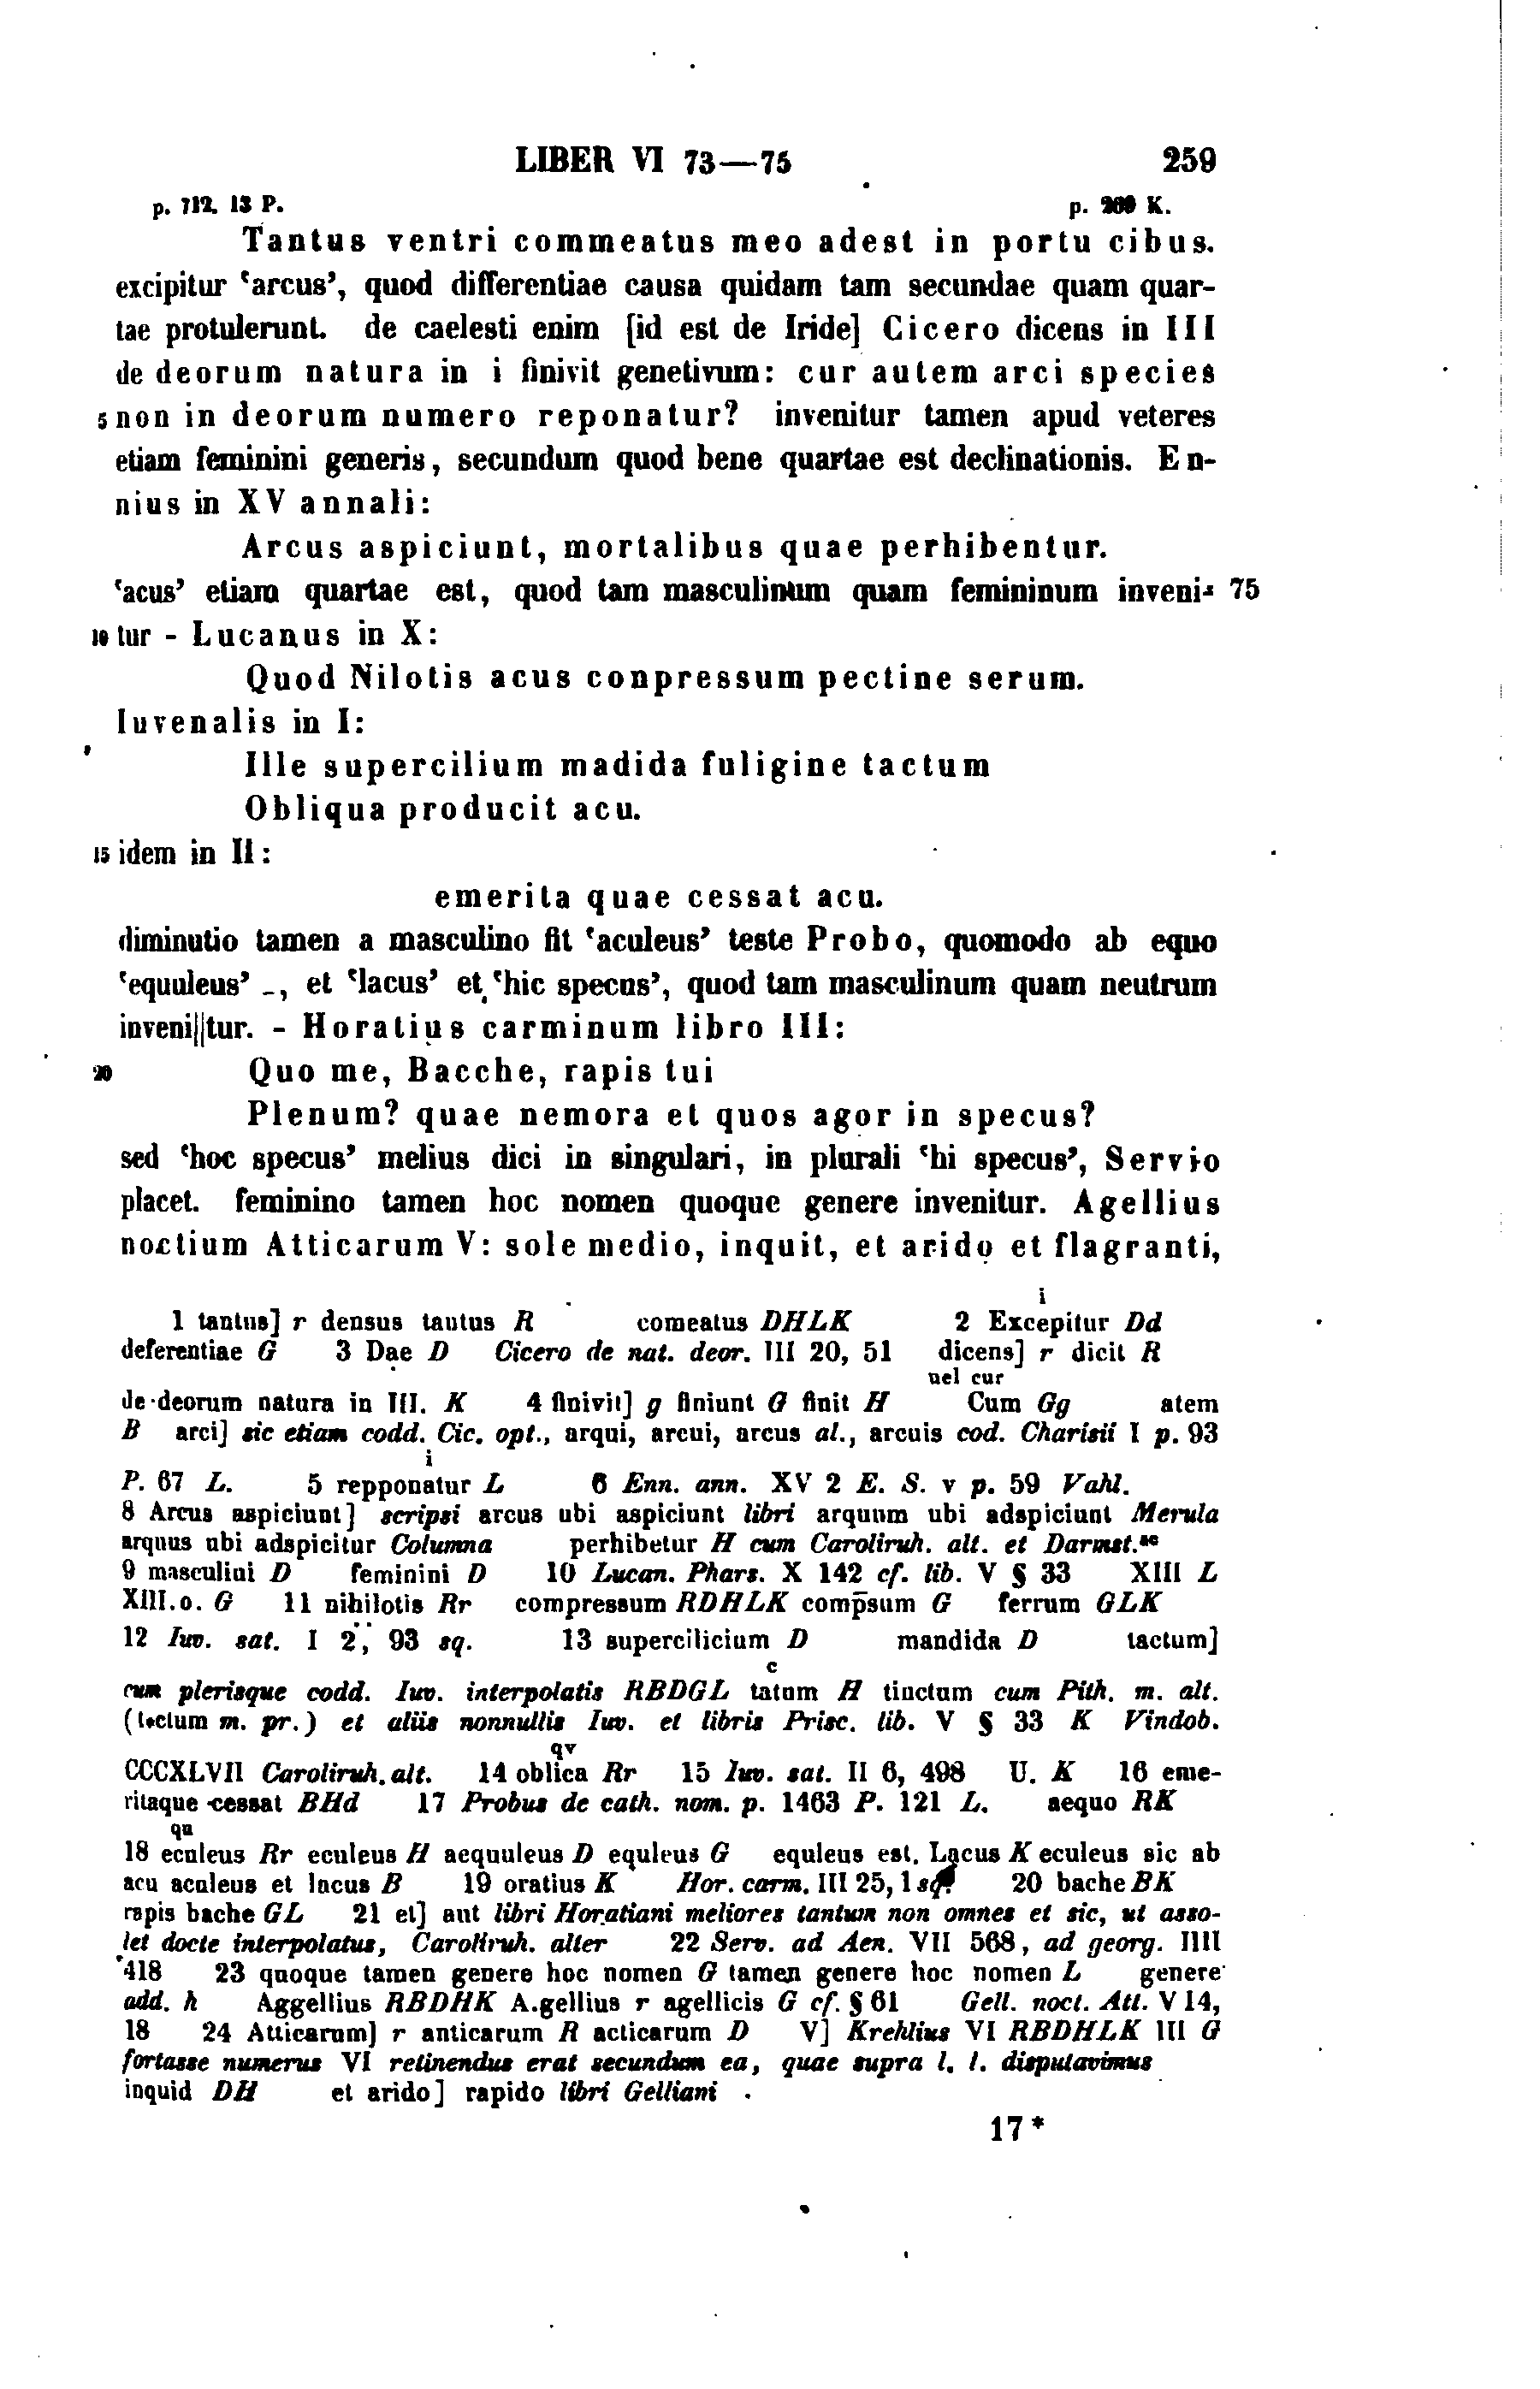 LIBER VI 73—75 259
p. 712. 13 P. p. 260 K.
Tantus ventri commeatus meo adest in portu cibus.
excipitur ‘arcus’, quod differentiae causa quidam tam secundae quam quar-
tae protulerunt. de caelesti enim [id est de Iride] Cicero dicens in III
de deorum natura in i finivit genetivum: cur autem arci species
5 non in deorum numero reponatur? invenitur tamen apud veteres
etiam feminini generis, secundum quod bene quartae est declinationis. En-
nius in XV annali:
Arcus aspiciunt, mortalibus quae perhibentur.
‘acus’ etiam quartae est, quod tam masculinum quam femininum inveni- 75
10 tur - Lucanus in X:
Quod Nilotis acus conpressum pectine serum.
Iuvenalis in I:
Ille supercilium madida fuligine tactum
Obliqua producit acu.
15 idem in II:
emerita quae cessat acu.
diminutio tamen a masculino fit ‘aculeus’ teste Probo, quomodo ab equo
‘equuleus’ -, et ‘lacus’ et ‘hic specus’, quod tam masculinum quam neutrum
inveni||tur. - Horatius carminum libro III:
20 Quo me, Bacche, rapis tui
Plenum? quae nemora et quos agor in specus?
sed ‘hoc specus’ melius dici in singulari, in plurali ‘hi specus’, Servio
placet. feminino tamen hoc nomen quoque genere invenitur. Agellius
noctium Atticarum V: sole medio, inquit, et arido et flagranti,
i
1 tantus] r densus tautus R comeatus DHLK 2 Excepitur Dd
deferentiae G 3 Dae D Cicero de nat. deor. III 20, 51 dicens] r dicit R
uel cur
de deorum natura in III. K 4 finivit] g finiunt G finit H Cum Gg atem
B arci] sic etiam codd. Cic. opt., arqui, arcui, arcus al., arcuis cod. Charisii I p. 93
i
P. 67 L. 5 repponatur L 6 Enn. ann. XV 2 E. S. v p. 59 Vahl.
8 Arcus aspiciunt] scripsi arcus ubi aspiciunt libri arquum ubi adspiciunt Merula
arquus ubi adspicitur Columna perhibetur H cum Caroliruh. alt. et Darmst.ac
9 masculini D feminini D 10 Lucan. Phars. X 142 cf. lib. V § 33 XIII L
XIII.o. G 11 nihilotis Rr compressum RDHLK comp̄sum G ferrum GLK
12 Iuv. sat. I 2, 93 sq. 13 supercilicium D mandida D tactum]
c
cum plerisque codd. Iuv. interpolatis RBDGL tatum H tinctum cum Pith. m. alt.
(t*ctum m. pr.) et aliis nonnullis Iuv. et libris Prisc. lib. V § 33 K Vindob.
qv
CCCXLVII Caroliruh. alt. 14 oblica Rr 15 Iuv. sat. II 6, 498 U. K 16 eme-
ritaque cessat BHd 17 Probus de cath. nom. p. 1463 P. 121 L. aequo RK
qu
18 eculeus Rr eculeus H aequuleus D equleus G equleus est. Lacus K eculeus sic ab
acu aculeus et lacus B 19 oratius K Hor. carm. III 25, 1 sq. 20 bache BK
rapis bache GL 21 et] aut libri Horatiani meliores tantum non omnes et sic, ut asso-
let docte interpolatus, Caroliruh. alter 22 Serv. ad Aen. VII 568, ad georg. IIII
418 23 quoque tamen genere hoc nomen G tamen genere hoc nomen L genere
add. h Aggellius RBDHK A.gellius r agellicis G cf. § 61 Gell. noct. Att. V 14,
18 24 Atticarum] r anticarum R acticarum D V] Krehlius VI RBDHLK III G
fortasse numerus VI retinendus erat secundum ea, quae supra l. l. disputavimus
inquid DH et arido] rapido libri Gelliani
17*